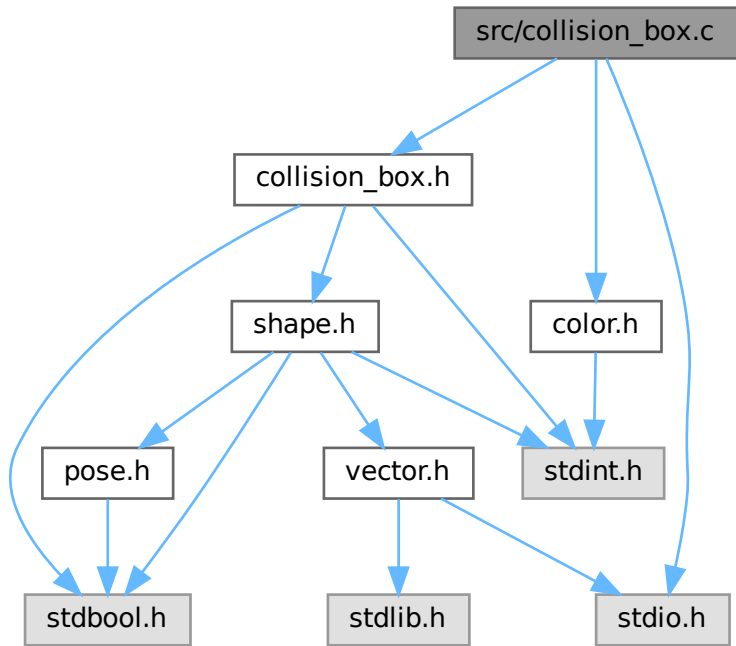 src/collision_box.c
collision_box.h
shape.h
color.h
pose.h
vector.h
stdint.h
stdbool.h
stdlib.h
stdio.h